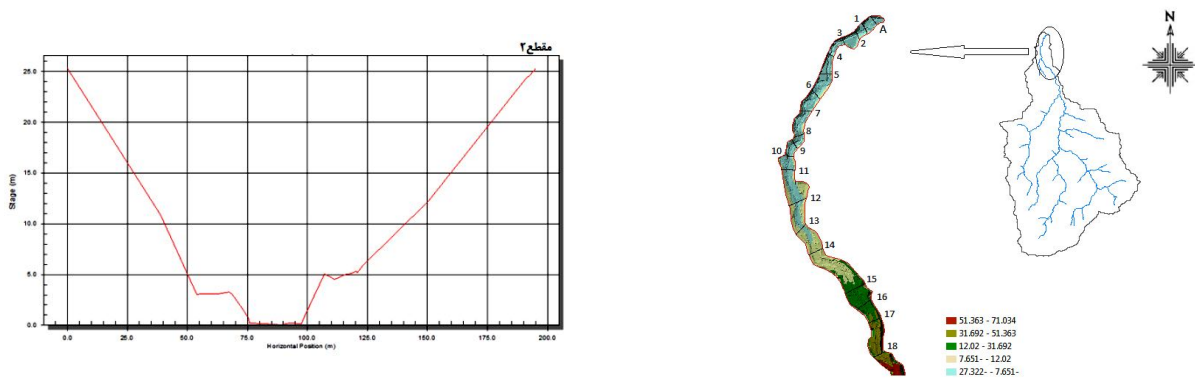 مقطع۲
25.0
20.0
15.0
10.0
5.0
0.0
Stage (m)
0.0 25.0 50.0 75.0 100.0 125.0 150.0 175.0 200.0
Horizontal Position (m)
1
A
2
3
4
5
6
7
8
9
10
11
12
13
14
15
16
17
18
N
51.363 - 71.034
31.692 - 51.363
12.02 - 31.692
7.651- - 12.02
27.322- - 7.651-